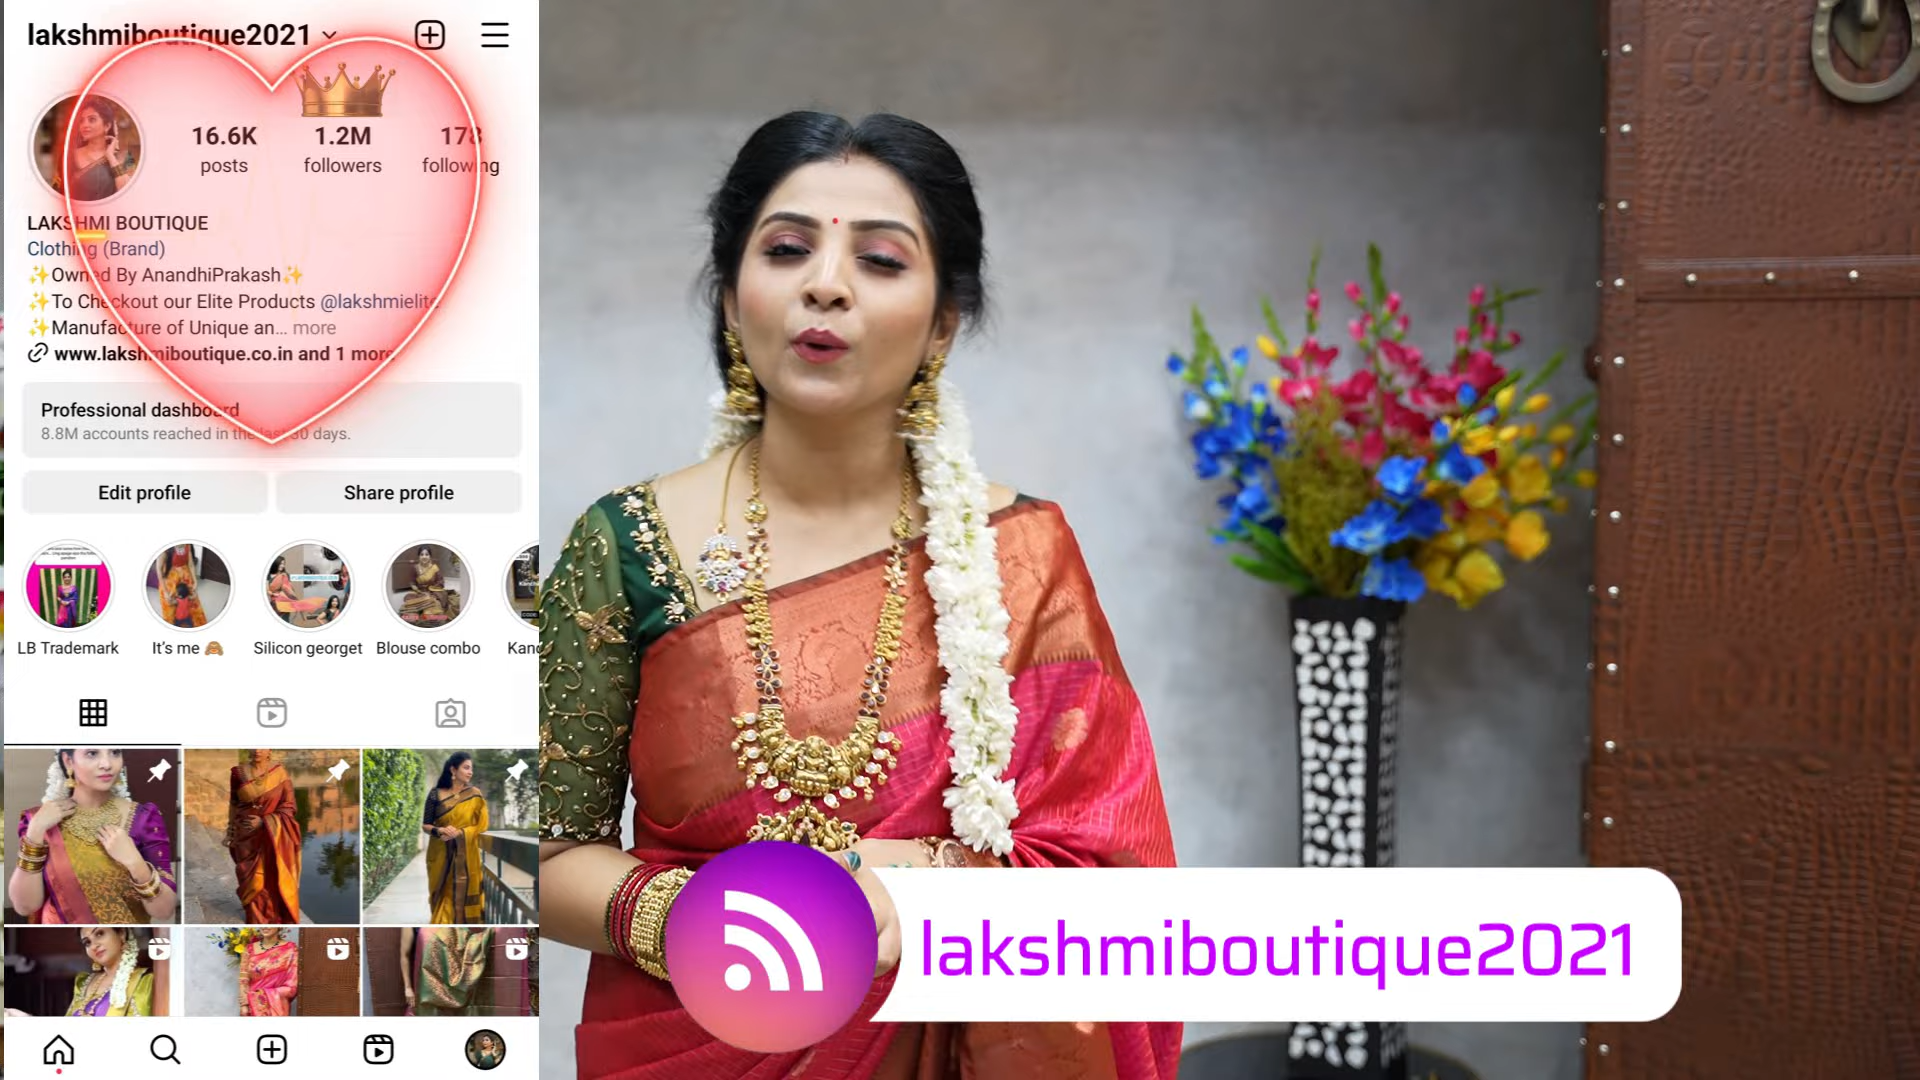 lakshmiboutique2021
16.6K
posts
1.2M
followers
178
following
LAKSHMI BOUTIQUE
Clothing (Brand)
✨Owned By AnandhiPrakash✨
✨To Checkout our Elite Products @lakshmielite
✨Manufacture of Unique an... more
www.lakshmiboutique.co.in and 1 more
Professional dashboard
8.8M accounts reached in the last 30 days.
Edit profile
Share profile
LB Trademark
It's me 🙈
Silicon georget
Blouse combo
Kanc
lakshmiboutique2021